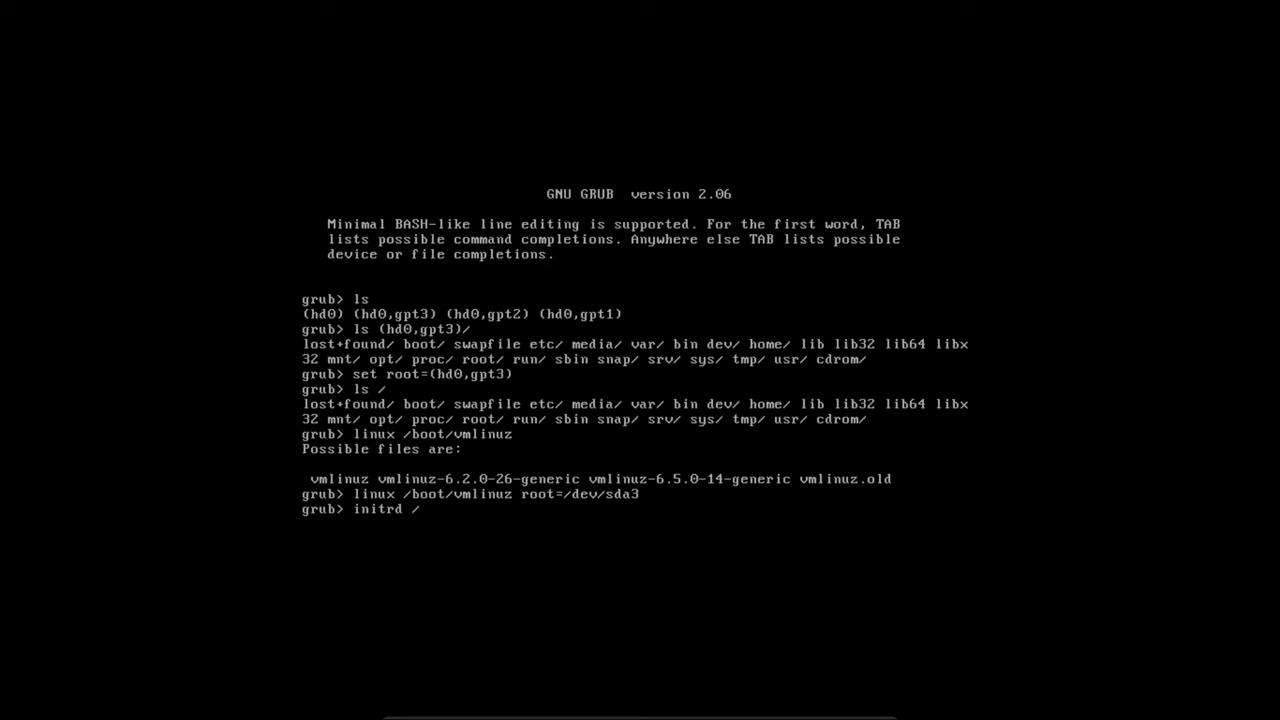 GNU GRUB  version 2.06
Minimal BASH-like line editing is supported. For the first word, TAB
lists possible command completions. Anywhere else TAB lists possible
device or file completions.
grub> ls
(hd0) (hd0,gpt3) (hd0,gpt2) (hd0,gpt1)
grub> ls (hd0,gpt3)/
lost+found/ boot/ swapfile etc/ media/ var/ bin dev/ home/ lib lib32 lib64 libx
32 mnt/ opt/ proc/ root/ run/ sbin snap/ srv/ sys/ tmp/ usr/ cdrom/
grub> set root=(hd0,gpt3)
grub> ls /
lost+found/ boot/ swapfile etc/ media/ var/ bin dev/ home/ lib lib32 lib64 libx
32 mnt/ opt/ proc/ root/ run/ sbin snap/ srv/ sys/ tmp/ usr/ cdrom/
grub> linux /boot/vmlinuz
Possible files are:
vmlinuz vmlinuz-6.2.0-26-generic vmlinuz-6.5.0-14-generic vmlinuz.old
grub> linux /boot/vmlinuz root=/dev/sda3
grub> initrd /